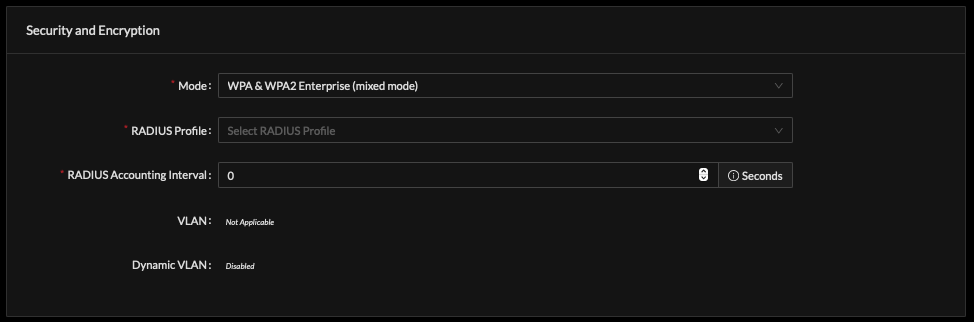 Security and Encryption
* Mode: WPA & WPA2 Enterprise (mixed mode)
* RADIUS Profile: Select RADIUS Profile
* RADIUS Accounting Interval: 0 Seconds
VLAN: Not Applicable
Dynamic VLAN: Disabled